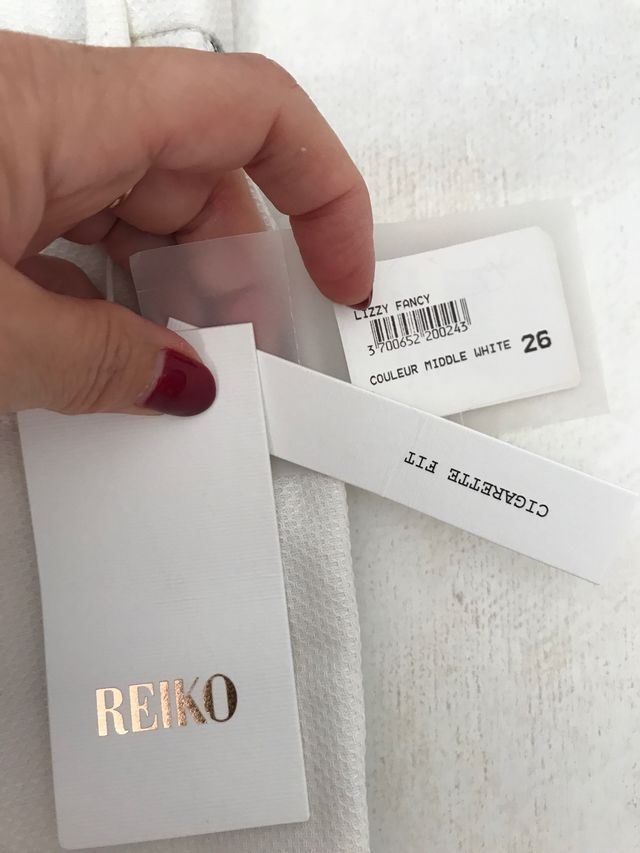 LIZZY FANCY
3 700652 200243
COULEUR MIDDLE WHITE 26
CIGARETTE FIT
REIKO